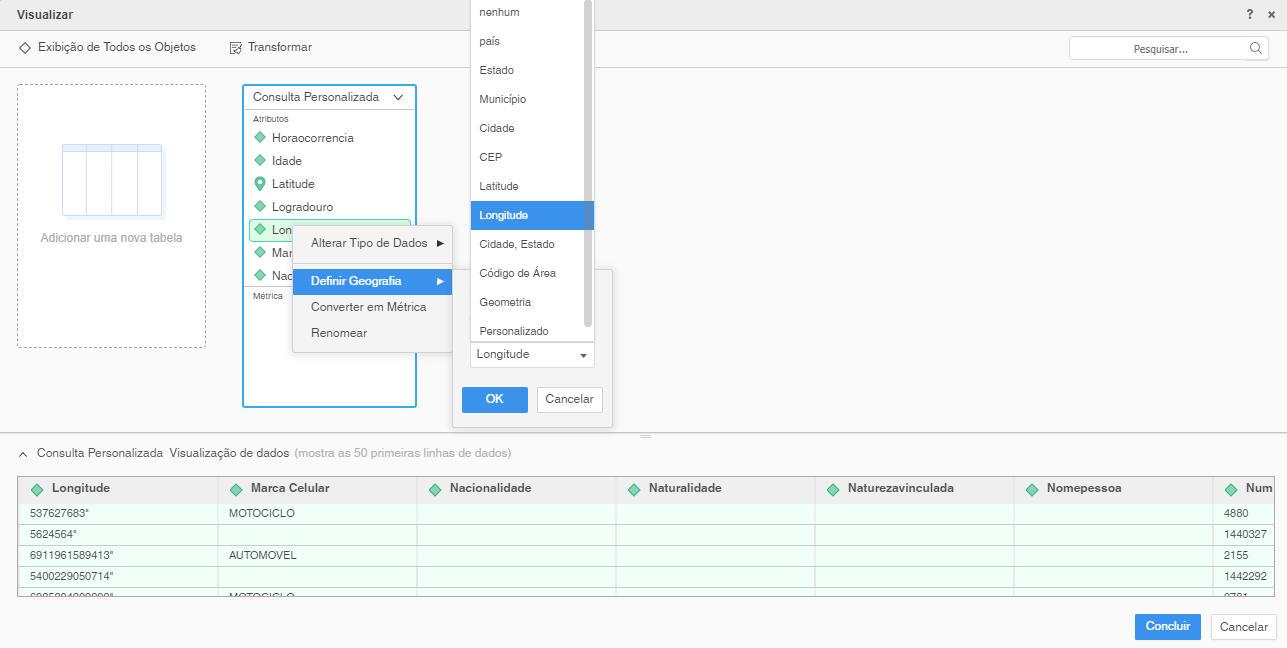 Visualizar
?
×
Exibição de Todos os Objetos
Transformar
Pesquisar...
Adicionar uma nova tabela
Consulta Personalizada
Atributos
Horaocorrencia
Idade
Latitude
Logradouro
Lon
Mar
Nac
Métrica
Alterar Tipo de Dados
Definir Geografia
Converter em Métrica
Renomear
nenhum
país
Estado
Município
Cidade
CEP
Latitude
Longitude
Cidade, Estado
Código de Área
Geometria
Personalizado
Longitude
OK Cancelar
Consulta Personalizada Visualização de dados (mostra as 50 primeiras linhas de dados)
Longitude Marca Celular Nacionalidade Naturalidade Naturezavinculada Nomepessoa Num
537627683" MOTOCICLO 4880
5624564" 1440327
6911961589413" AUTOMOVEL 2155
5400229050714" 1442292
MOTOCICLO
Concluir Cancelar